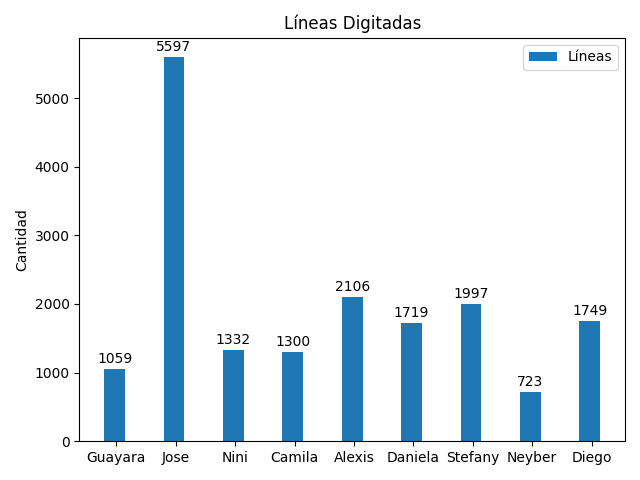 Líneas Digitadas
Líneas
Cantidad
5000
4000
3000
2000
1000
0
1059
5597
1332
1300
2106
1719
1997
723
1749
Guayara
Jose
Nini
Camila
Alexis
Daniela
Stefany
Neyber
Diego